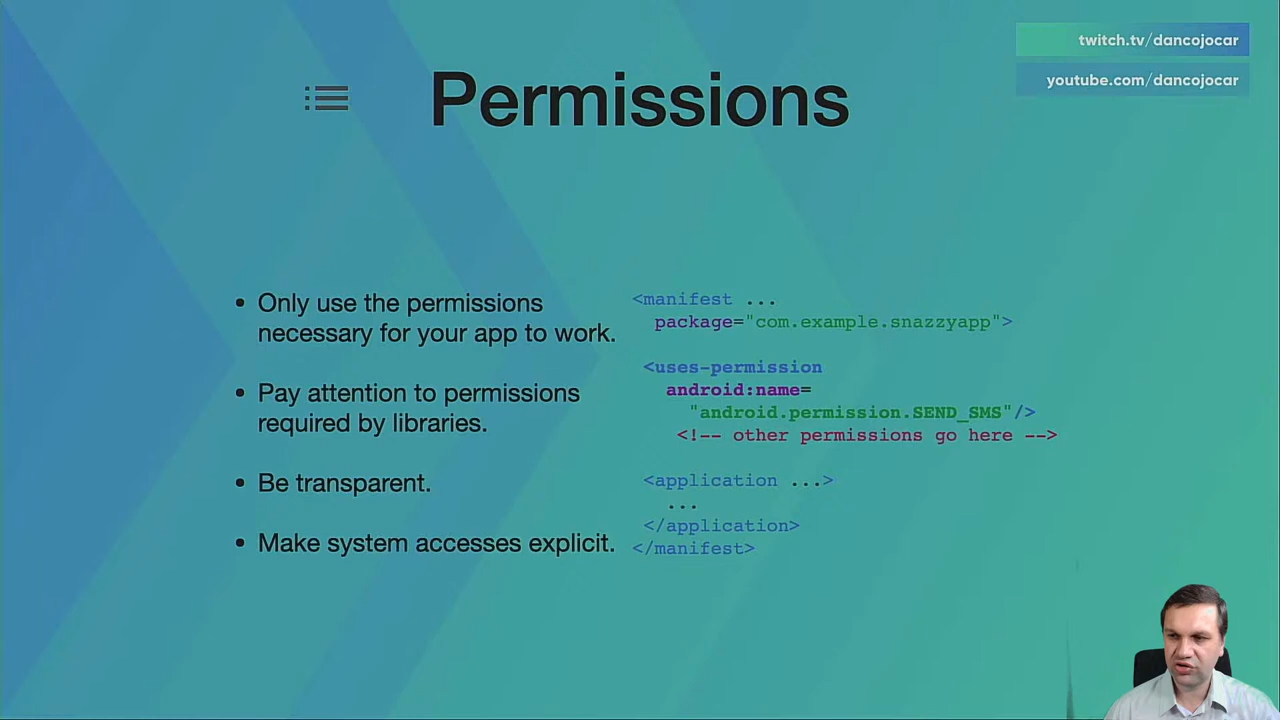 twitch.tv/dancojocar
youtube.com/dancojocar
Permissions
• Only use the permissions
necessary for your app to work.
• Pay attention to permissions
required by libraries.
• Be transparent.
• Make system accesses explicit.
<manifest ...
package="com.example.snazzyapp">
<uses-permission
android:name=
"android.permission.SEND_SMS"/>
<!-- other permissions go here -->
<application ...>
...
</application>
</manifest>